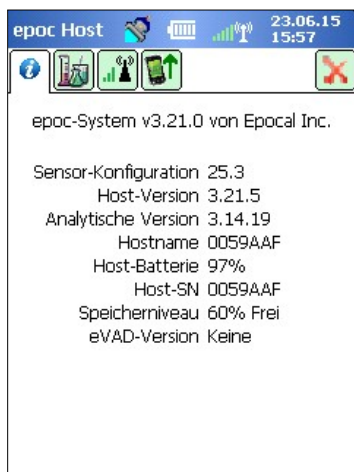 epoc Host 23.06.15
15:57
epoc-System v3.21.0 von Epocal Inc.
Sensor-Konfiguration 25.3
Host-Version 3.21.5
Analytische Version 3.14.19
Hostname 0059AAF
Host-Batterie 97%
Host-SN 0059AAF
Speicherniveau 60% Frei
eVAD-Version Keine